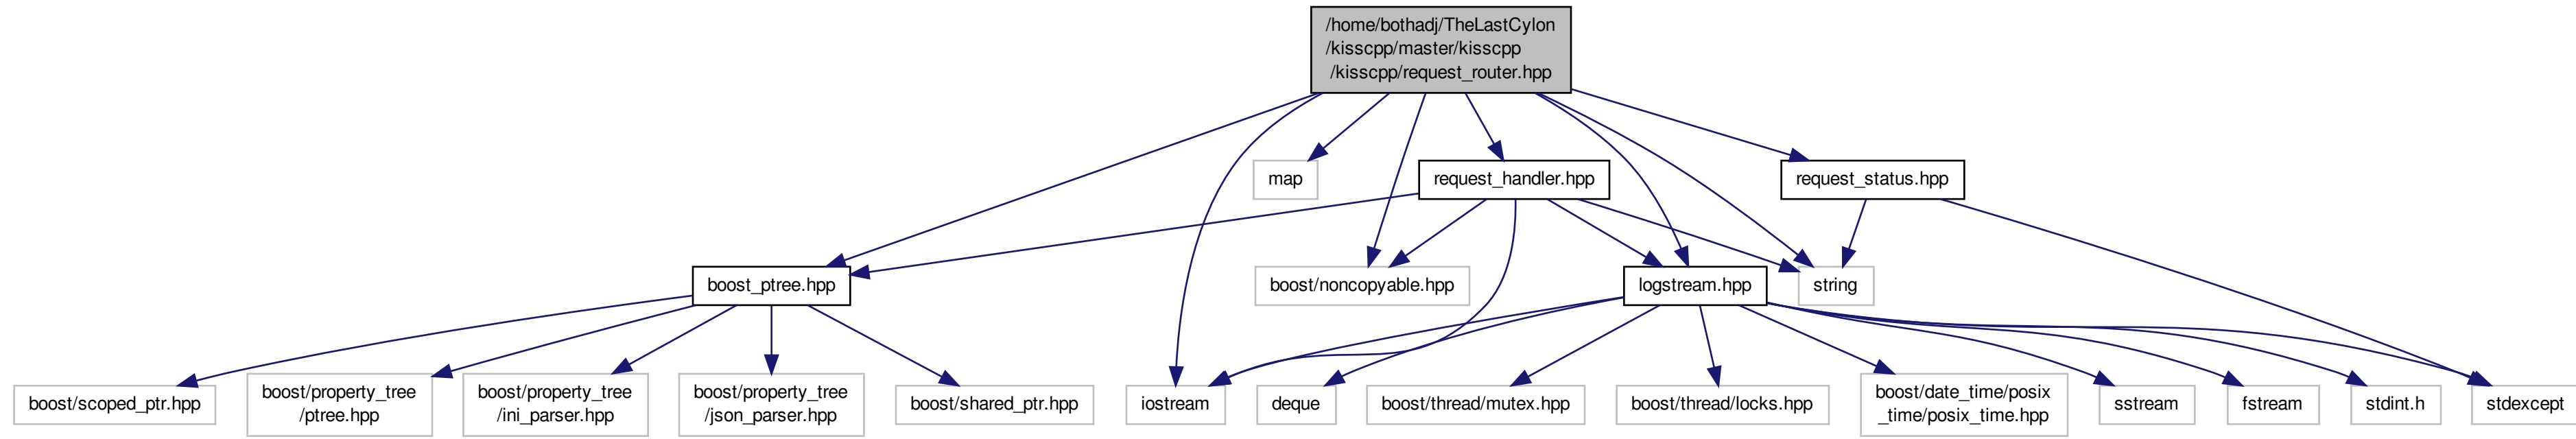 /home/bothadj/TheLastCylon
/kisscpp/master/kisscpp
/kisscpp/request_router.hpp
map
request_handler.hpp
request_status.hpp
boost_ptree.hpp
boost/noncopyable.hpp
logstream.hpp
string
boost/scoped_ptr.hpp
boost/property_tree
/ptree.hpp
boost/property_tree
/ini_parser.hpp
boost/property_tree
/json_parser.hpp
boost/shared_ptr.hpp
iostream
deque
boost/thread/mutex.hpp
boost/thread/locks.hpp
boost/date_time/posix
_time/posix_time.hpp
sstream
fstream
stdint.h
stdexcept